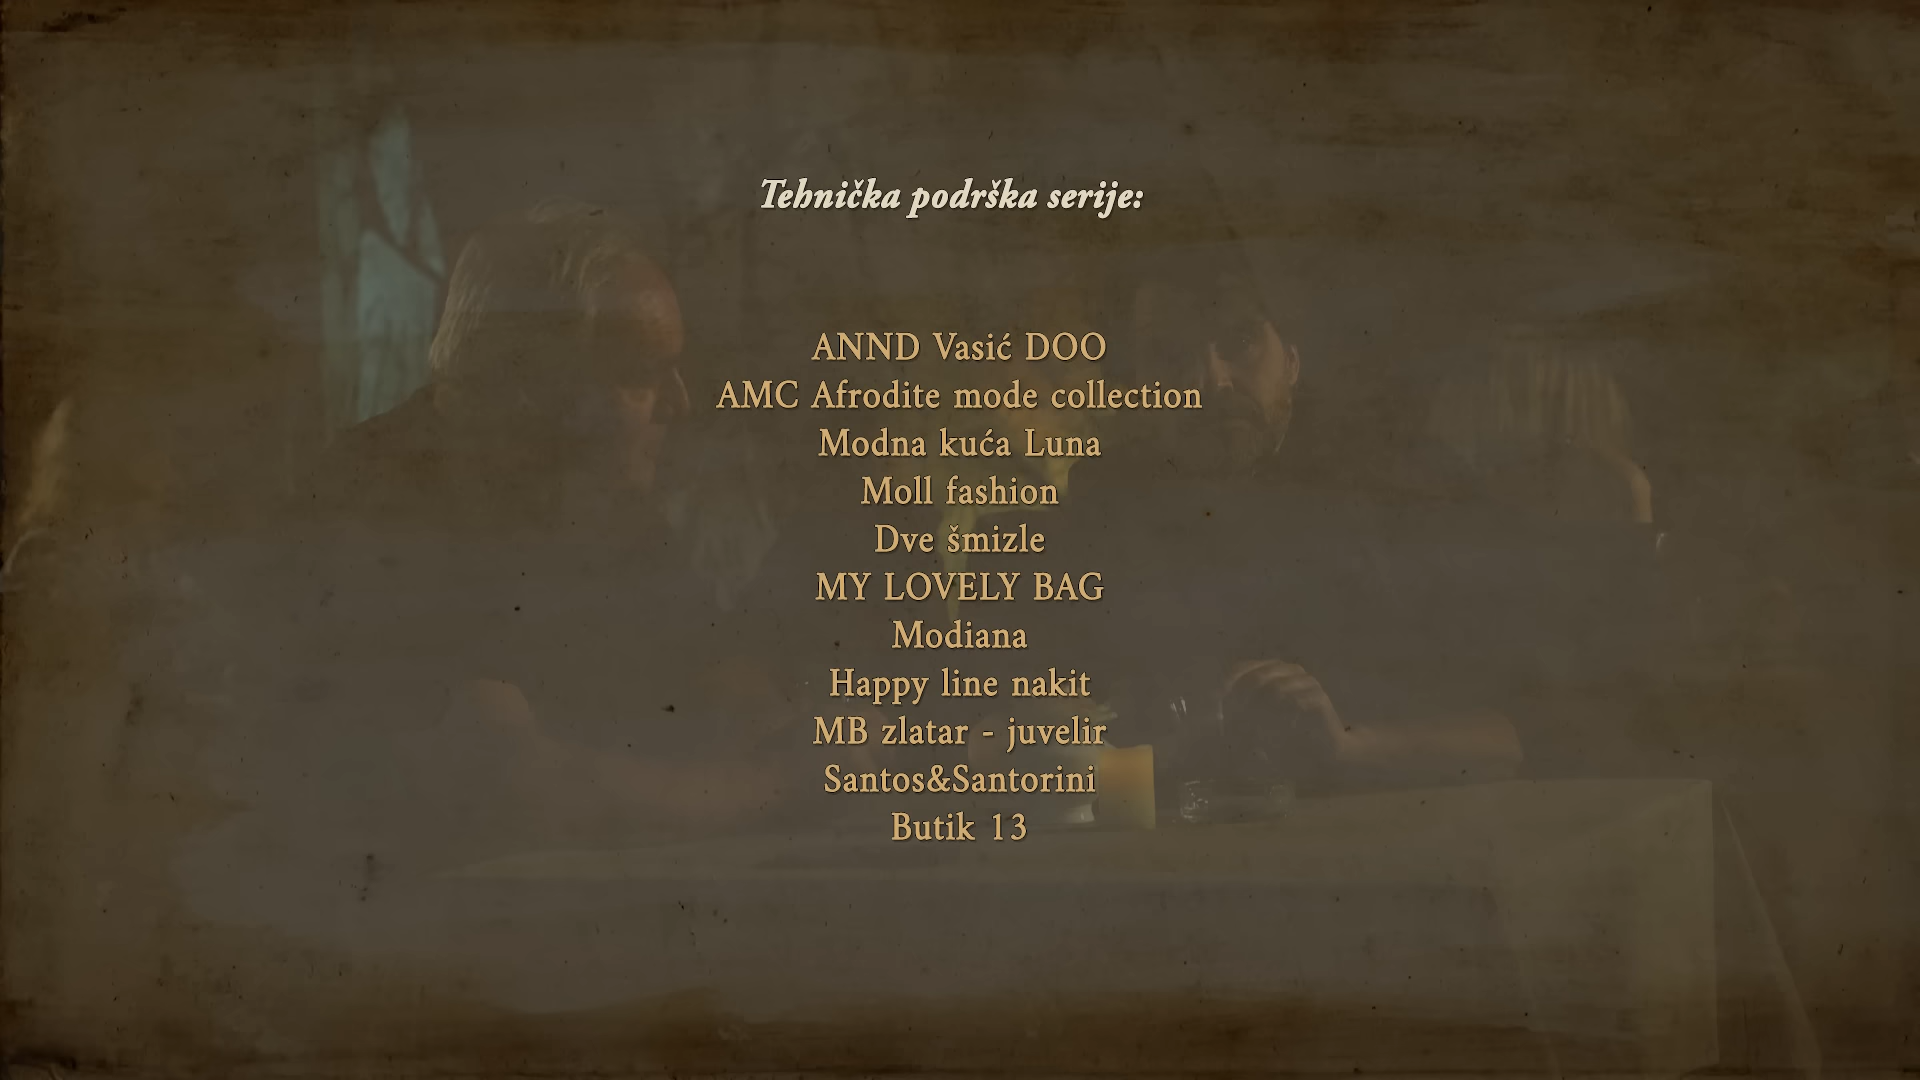 Tehnička podrška serije:
ANND Vasić DOO
AMC Afrodite mode collection
Modna kuća Luna
Moll fashion
Dve šmizle
MY LOVELY BAG
Modiana
Happy line nakit
MB zlatar - juvelir
Santos&Santorini
Butik 13